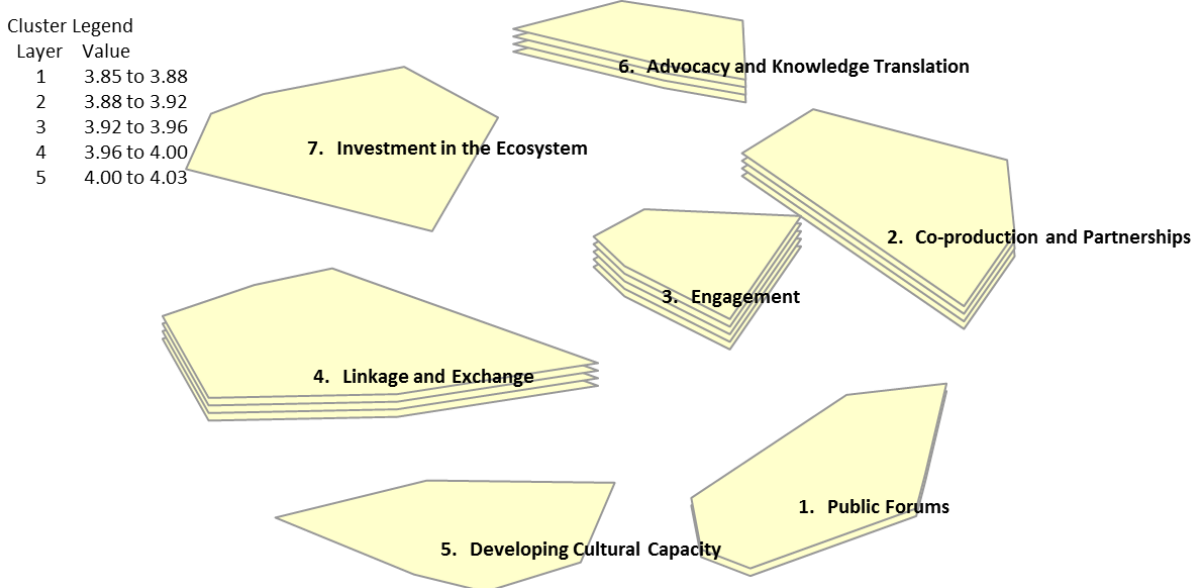 Cluster Legend
Layer Value
1 3.85 to 3.88
2 3.88 to 3.92
3 3.92 to 3.96
4 3.96 to 4.00
5 4.00 to 4.03
6. Advocacy and Knowledge Translation
7. Investment in the Ecosystem
2. Co-production and Partnerships
3. Engagement
4. Linkage and Exchange
1. Public Forums
5. Developing Cultural Capacity